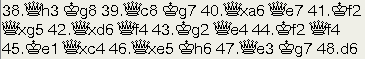 38.♕h3 ♔g8 39.♕c8 ♔g7 40.♕xa6 ♕e7 41.♔f2
♕xg5 42.♕xd6 ♕f4 43.♔g2 ♕e4 44.♔f2 ♕f4
45.♔e1 ♕xc4 46.♕xe5 ♔h6 47.♕e3 ♔g7 48.d6